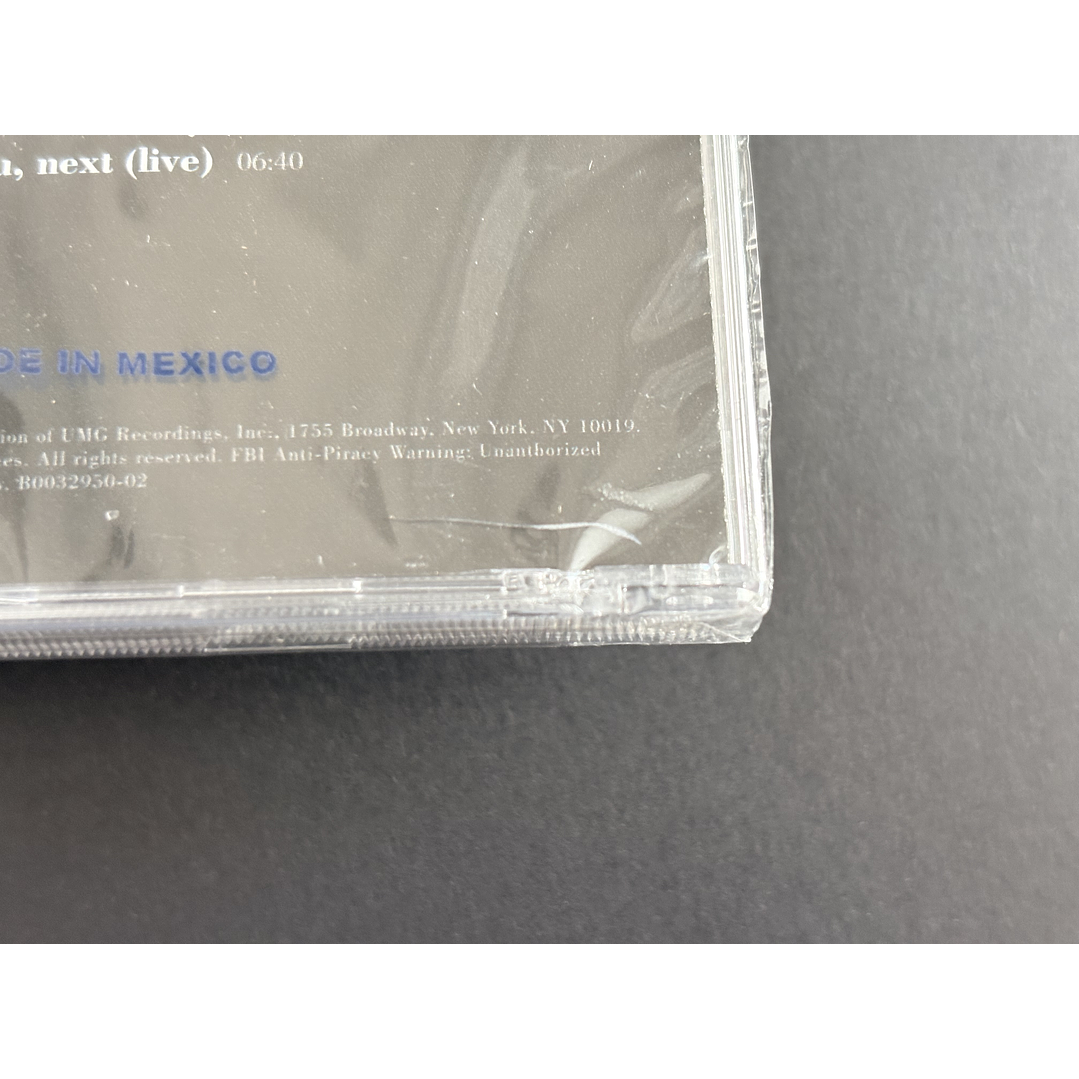 u, next (live) 06:40
DE IN MEXICO
ion of UMG Recordings, Inc., 1755 Broadway, New York, NY 10019.
es. All rights reserved. FBI Anti-Piracy Warning: Unauthorized
s. B0032950-02